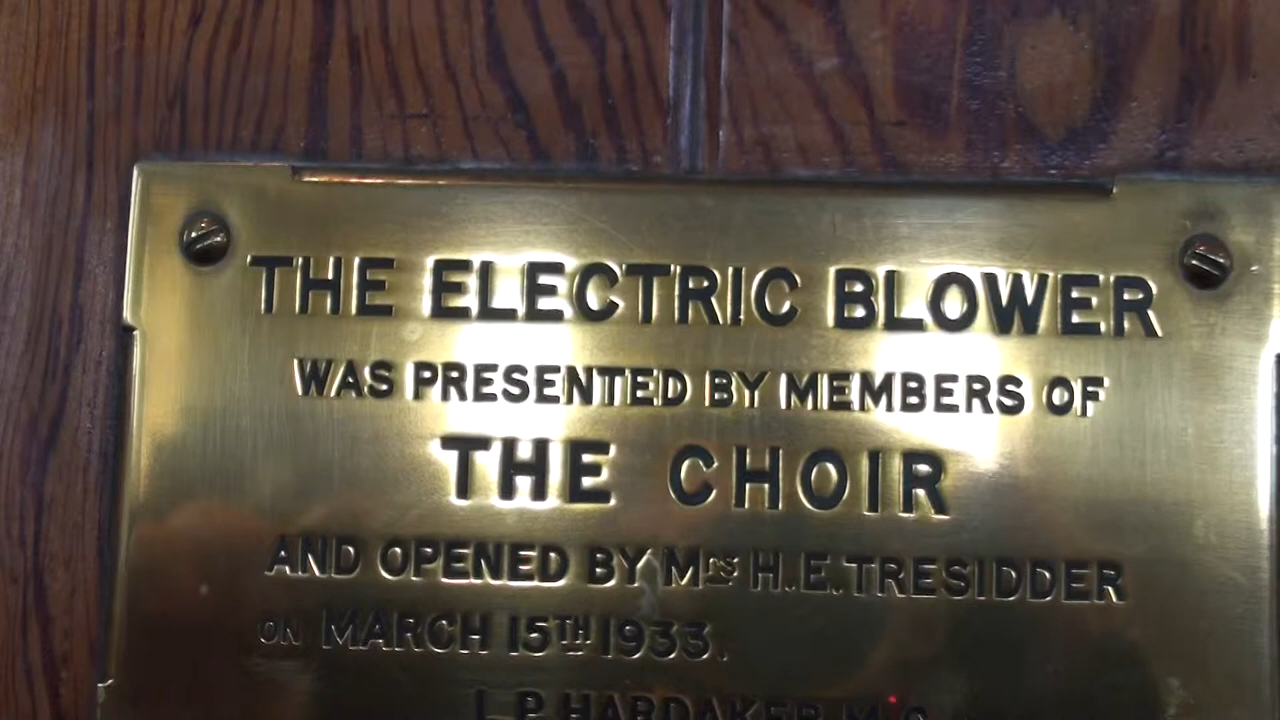 THE ELECTRIC BLOWER
WAS PRESENTED BY MEMBERS OF
THE CHOIR
AND OPENED BY Mrs H.E. TRESIDDER
ON MARCH 15TH 1933.
HARDAKER